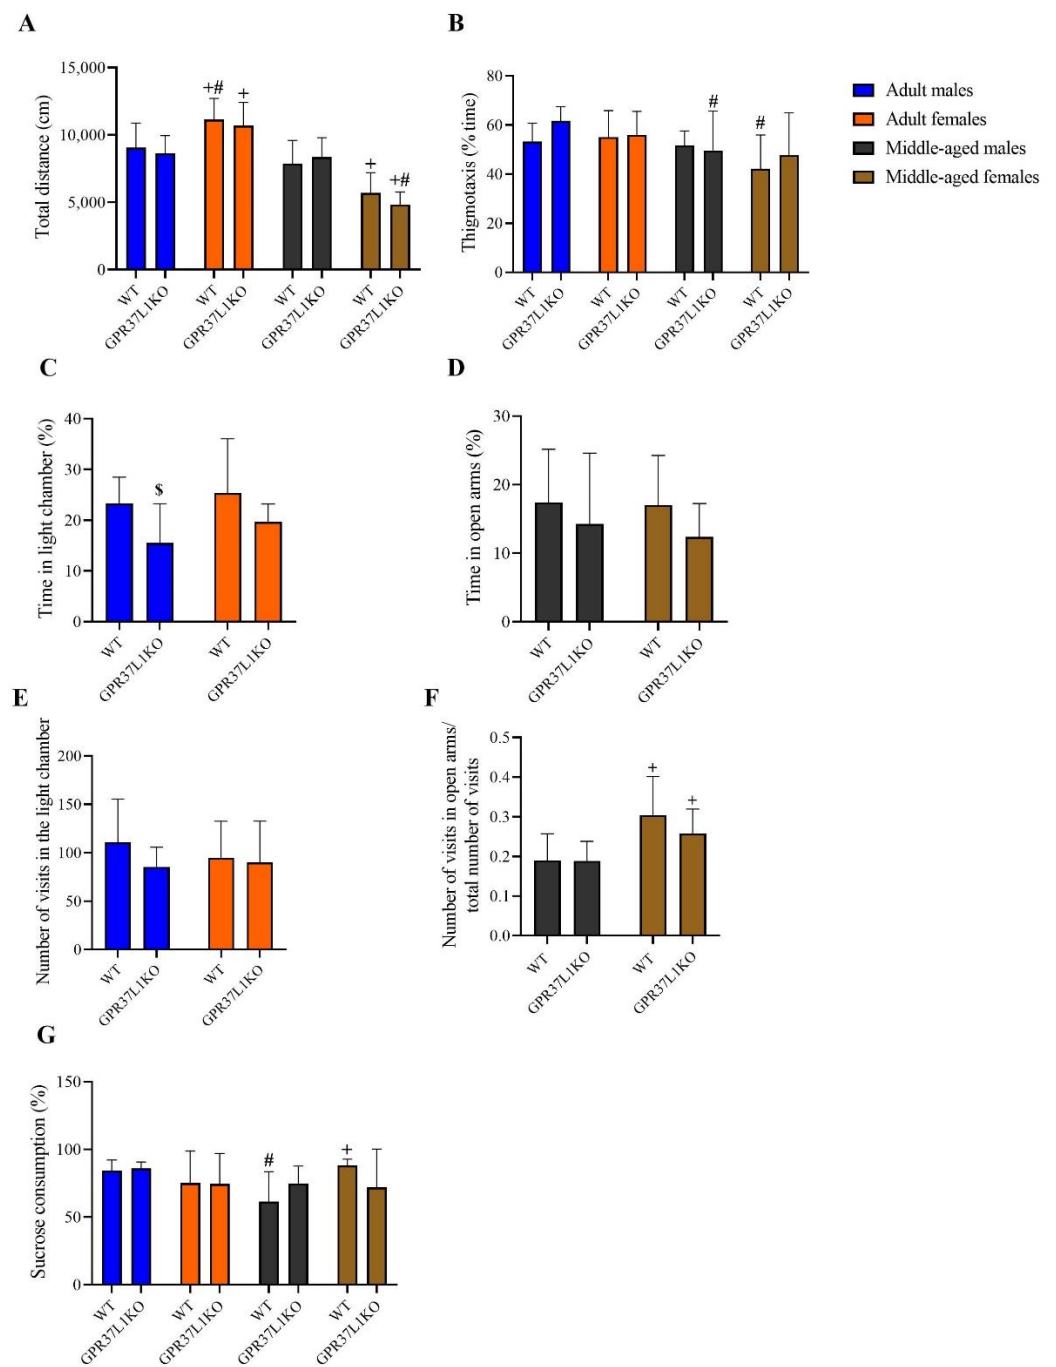 A
Total distance (cm)
15,000
10,000
5,000
0
+#
+
+
+#
WT
GPR37L1KO
WT
GPR37L1KO
WT
GPR37L1KO
WT
GPR37L1KO
B
Thigmotaxis (% time)
80
60
40
20
0
#
#
WT
GPR37L1KO
WT
GPR37L1KO
WT
GPR37L1KO
WT
GPR37L1KO
Adult males
Adult females
Middle-aged males
Middle-aged females
C
Time in light chamber (%)
40
30
20
10
0
$
WT
GPR37L1KO
WT
GPR37L1KO
D
Time in open arms (%)
30
20
10
0
WT
GPR37L1KO
WT
GPR37L1KO
E
Number of visits in the light chamber
200
150
100
50
0
WT
GPR37L1KO
WT
GPR37L1KO
F
Number of visits in open arms/
total number of visits
0.5
0.4
0.3
0.2
0.1
0.0
+
+
WT
GPR37L1KO
WT
GPR37L1KO
G
Sucrose consumption (%)
150
100
50
0
#
+
WT
GPR37L1KO
WT
GPR37L1KO
WT
GPR37L1KO
WT
GPR37L1KO